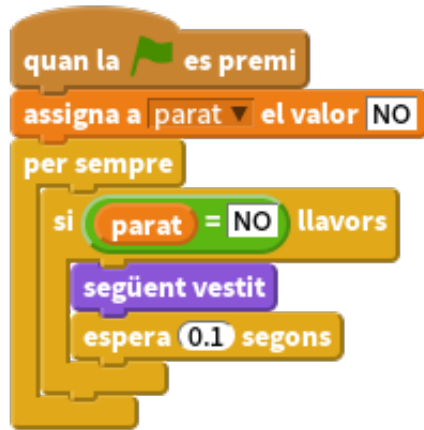 quan la es premi
assigna a parat el valor NO
per sempre
si parat = NO llavors
següent vestit
espera 0.1 segons